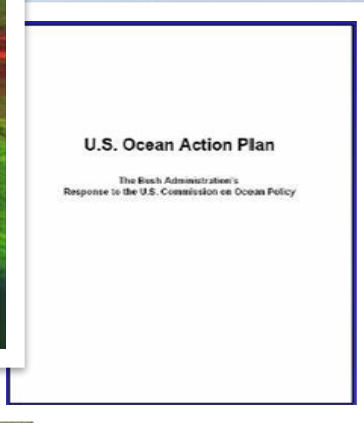 U.S. Ocean Action Plan
The Bush Administration's
Response to the U.S. Commission on Ocean Policy